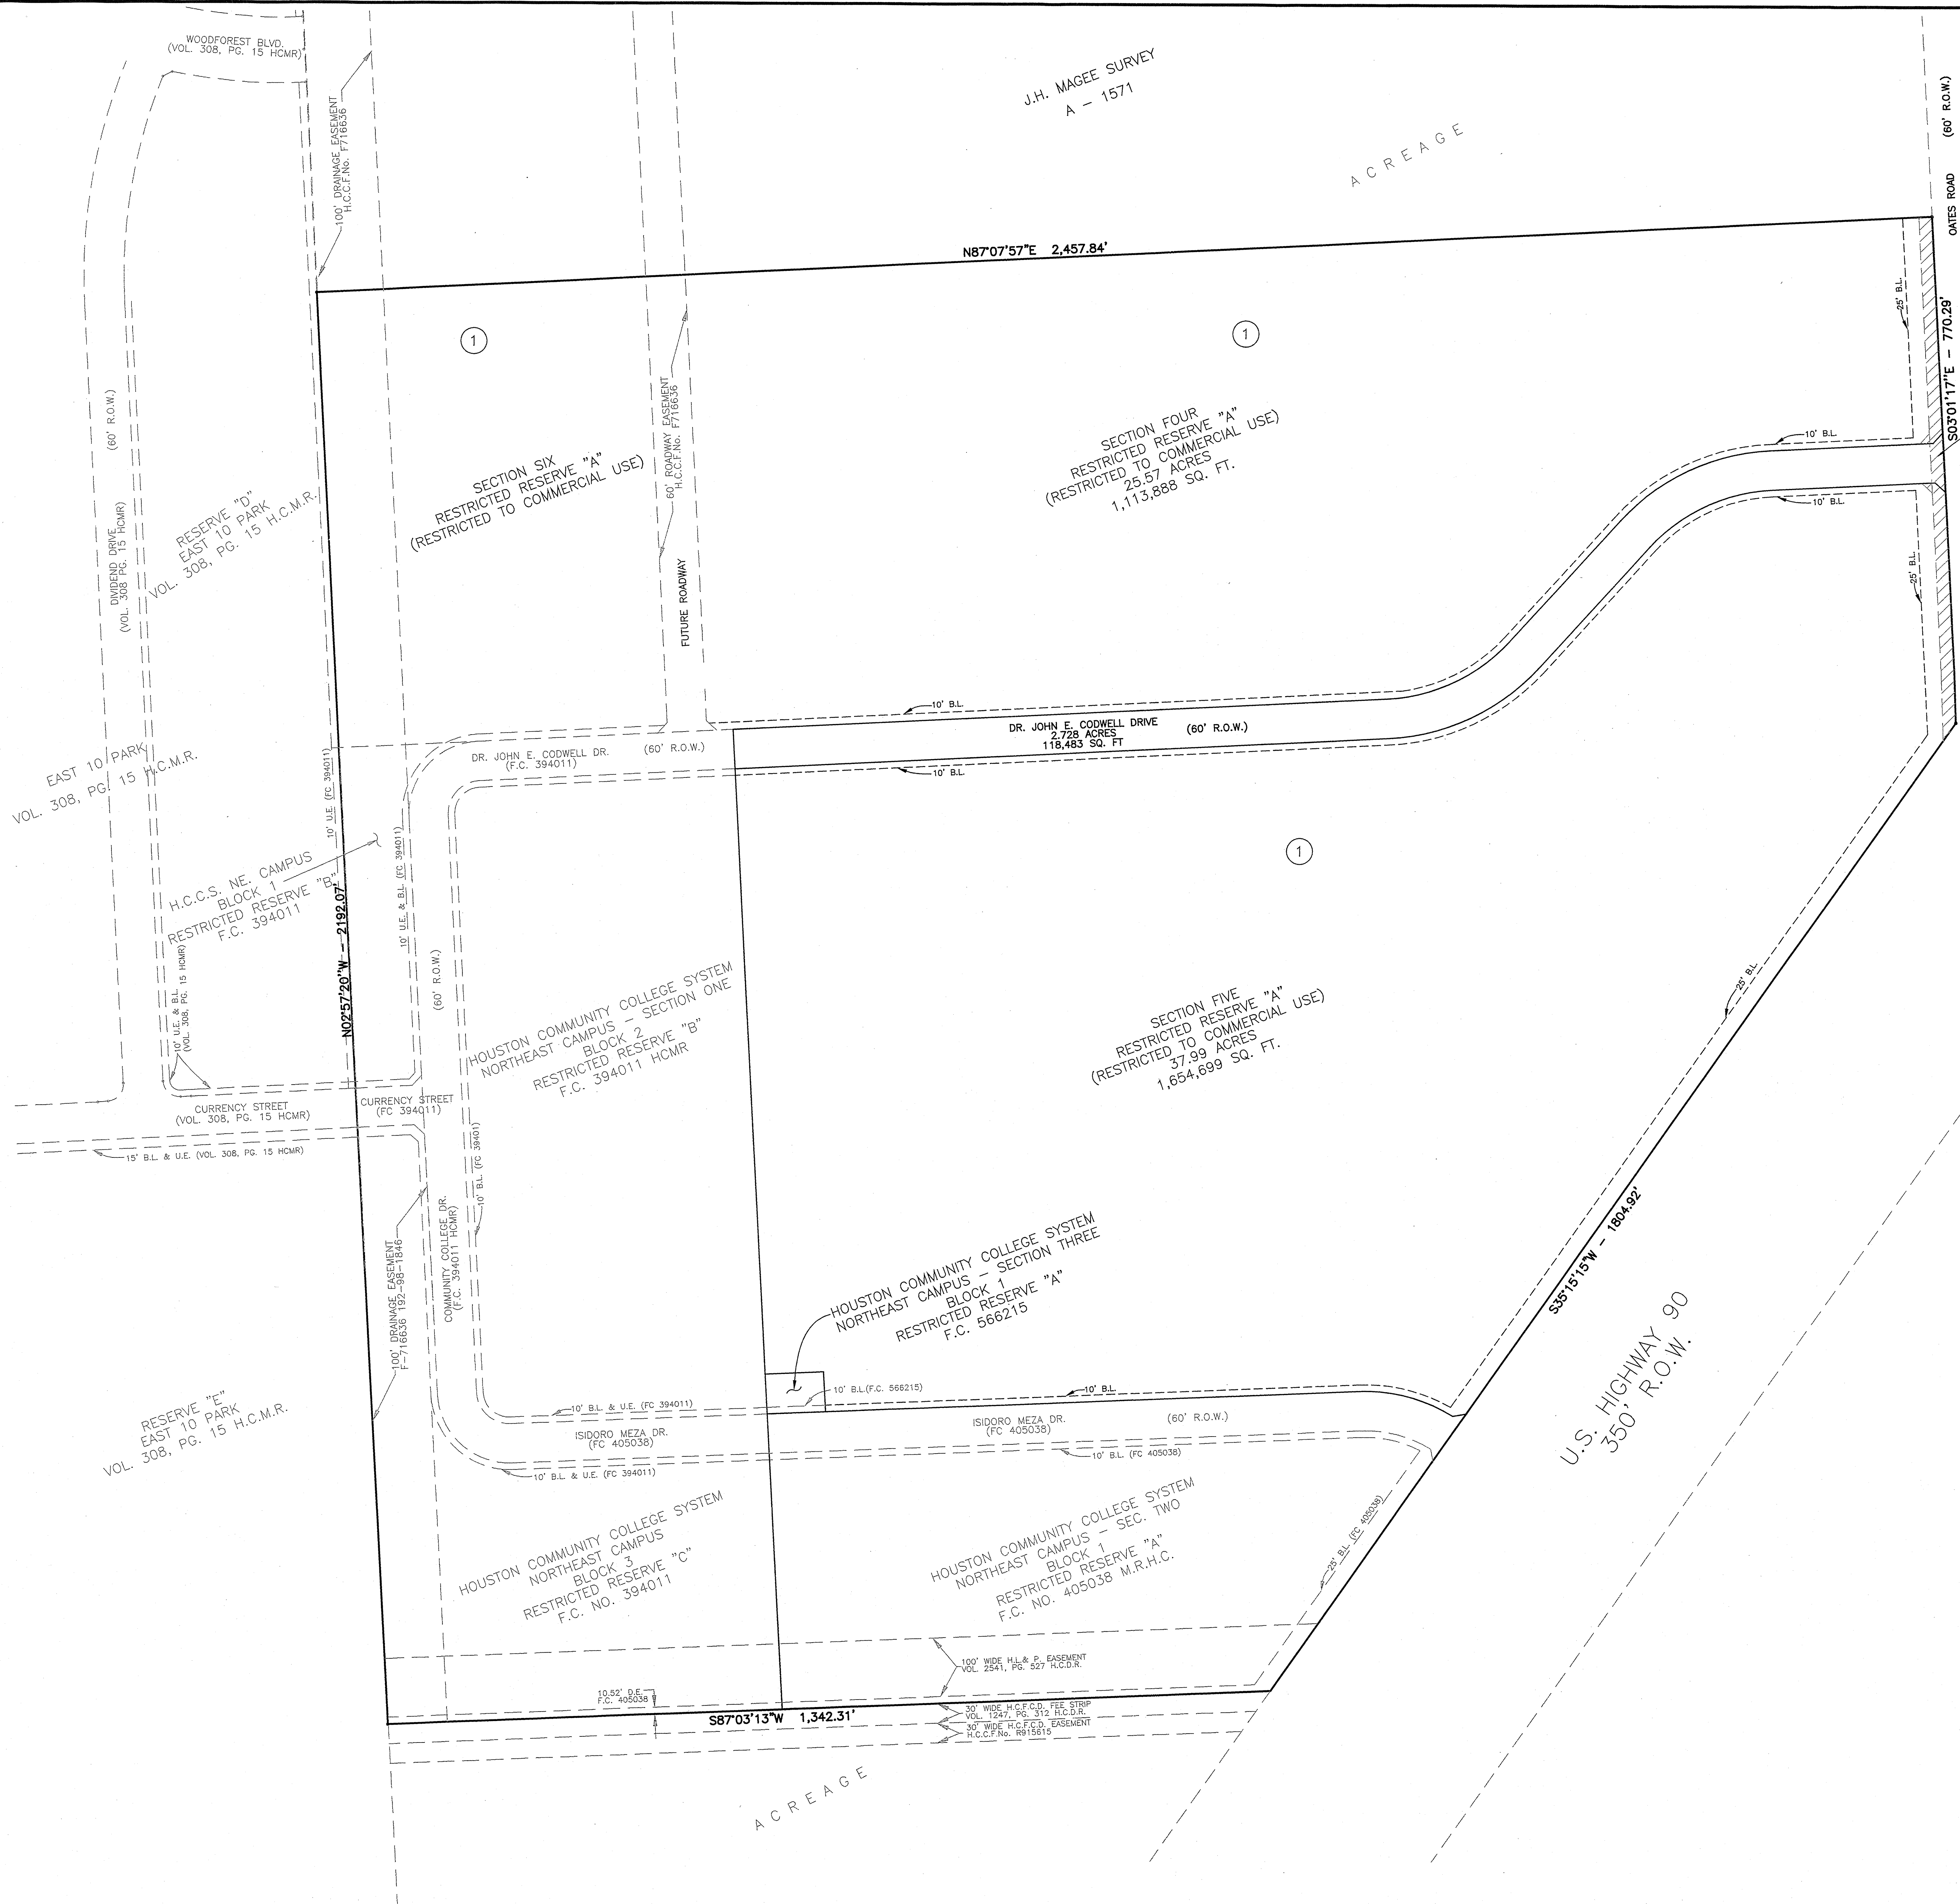 WOODFOREST BLVD.
(VOL. 308, PG. 15 HCMR)
100' DRAINAGE EASEMENT
H.C.C.F.No. F716636
J.H. MAGEE SURVEY
A - 1571
ACREAGE
OATES ROAD (60' R.O.W.)
N87°07'57"E 2,457.84'
S03°01'17"E - 770.29'
25' B.L.
1
1
DIVIDEND DRIVE (60' R.O.W.)
(VOL. 308 PG. 15 HCMR)
RESERVE "D"
EAST 10 PARK
VOL. 308, PG. 15 H.C.M.R.
SECTION SIX
RESTRICTED RESERVE "A"
(RESTRICTED TO COMMERCIAL USE)
60' ROADWAY EASEMENT
H.C.C.F.No. F716636
FUTURE ROADWAY
SECTION FOUR
RESTRICTED RESERVE "A"
(RESTRICTED TO COMMERCIAL USE)
25.57 ACRES
1,113,888 SQ. FT.
10' B.L.
10' B.L.
25' B.L.
10' B.L.
DR. JOHN E. CODWELL DRIVE (60' R.O.W.)
2.728 ACRES
118,483 SQ. FT
10' B.L.
DR. JOHN E. CODWELL DR. (60' R.O.W.)
(F.C. 394011)
EAST 10 PARK
VOL. 308, PG. 15 H.C.M.R.
10' U.E. (FC 394011)
10' U.E. & B.L. (FC 394011)
H.C.C.S. NE. CAMPUS
BLOCK 1
RESTRICTED RESERVE "B"
F.C. 394011
N02°57'20"W - 2192.07'
(60' R.O.W.)
10' U.E. & B.L.
(VOL. 308, PG. 15 HCMR)
HOUSTON COMMUNITY COLLEGE SYSTEM
NORTHEAST CAMPUS - SECTION ONE
BLOCK 2
RESTRICTED RESERVE "B"
F.C. 394011 HCMR
1
SECTION FIVE
RESTRICTED RESERVE "A"
(RESTRICTED TO COMMERCIAL USE)
37.99 ACRES
1,654,699 SQ. FT.
25' B.L.
CURRENCY STREET
(VOL. 308, PG. 15 HCMR)
CURRENCY STREET
(FC 394011)
15' B.L. & U.E. (VOL. 308, PG. 15 HCMR)
10' B.L. (FC 39401)
COMMUNITY COLLEGE DR.
(F.C. 394011 HCMR)
100' DRAINAGE EASEMENT
F-716636 192-98-1846
HOUSTON COMMUNITY COLLEGE SYSTEM
NORTHEAST CAMPUS - SECTION THREE
BLOCK 1
RESTRICTED RESERVE "A"
F.C. 566215
S35°15'15"W - 1804.92'
U.S. HIGHWAY 90
350' R.O.W.
RESERVE "E"
EAST 10 PARK
VOL. 308, PG. 15 H.C.M.R.
10' B.L.(F.C. 566215)
10' B.L.
10' B.L. & U.E. (FC 394011)
ISIDORO MEZA DR.
(FC 405038)
ISIDORO MEZA DR. (60' R.O.W.)
(FC 405038)
10' B.L. & U.E. (FC 394011)
10' B.L. (FC 405038)
HOUSTON COMMUNITY COLLEGE SYSTEM
NORTHEAST CAMPUS
BLOCK 3
RESTRICTED RESERVE "C"
F.C. NO. 394011
HOUSTON COMMUNITY COLLEGE SYSTEM
NORTHEAST CAMPUS - SEC. TWO
BLOCK 1
RESTRICTED RESERVE "A"
F.C. NO. 405038 M.R.H.C.
25' B.L. (FC 405038)
100' WIDE H.L.& P. EASEMENT
VOL. 2541, PG. 527 H.C.D.R.
10.52' D.E.
F.C. 405038
S87°03'13"W 1,342.31'
30' WIDE H.C.F.C.D. FEE STRIP
VOL. 1247, PG. 312 H.C.D.R.
30' WIDE H.C.F.C.D. EASEMENT
H.C.C.F.No. R915615
ACREAGE